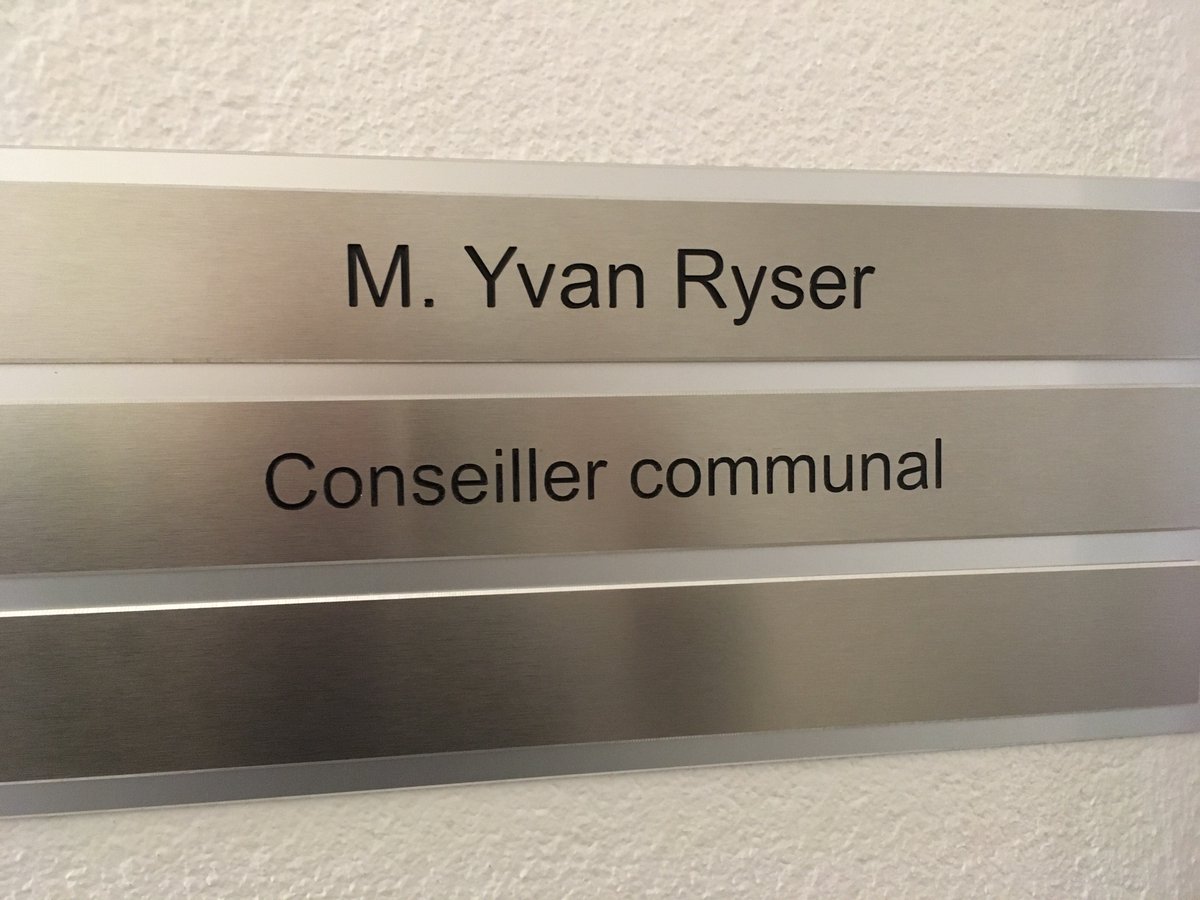 M. Yvan Ryser
Conseiller communal